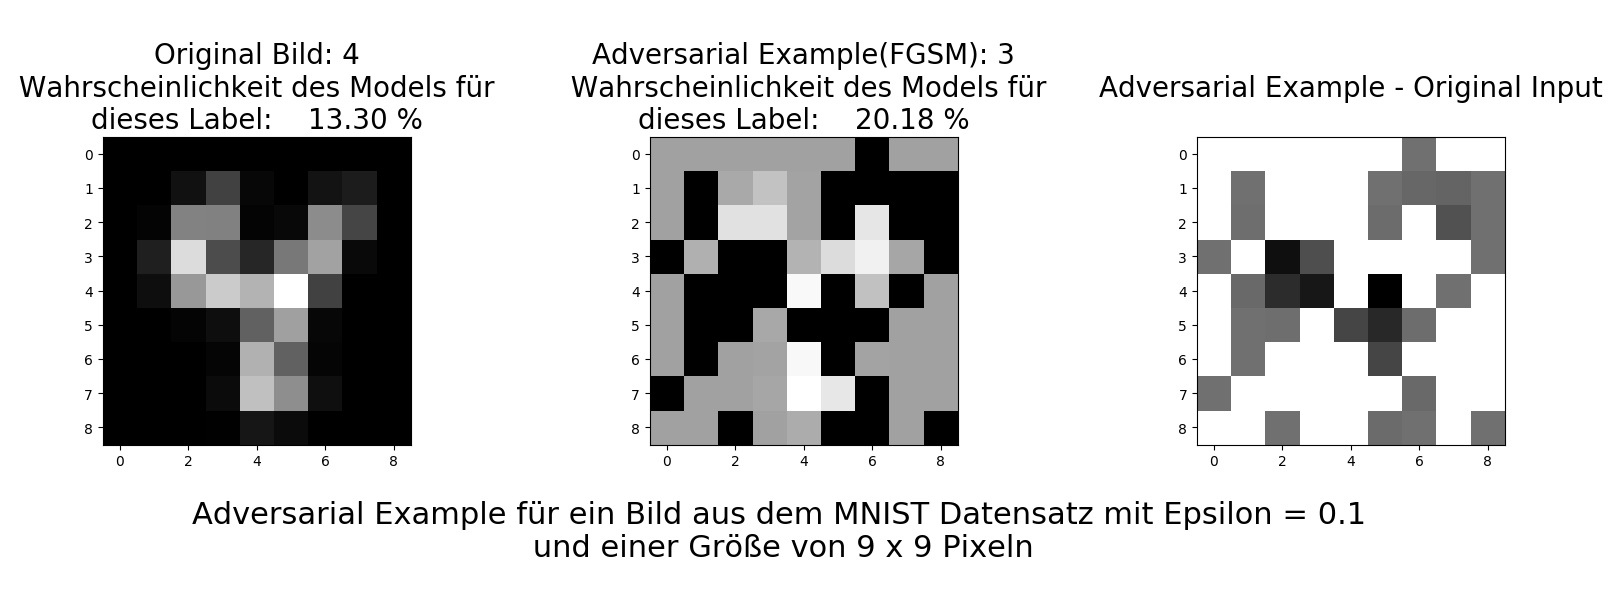 Original Bild: 4
Wahrscheinlichkeit des Models für
dieses Label: 13.30 %
Adversarial Example(FGSM): 3
Wahrscheinlichkeit des Models für
dieses Label: 20.18 %
Adversarial Example - Original Input
0
1
2
3
4
5
6
7
8
0 2 4 6 8
0
1
2
3
4
5
6
7
8
0 2 4 6 8
0
1
2
3
4
5
6
7
8
0 2 4 6 8
Adversarial Example für ein Bild aus dem MNIST Datensatz mit Epsilon = 0.1
und einer Größe von 9 x 9 Pixeln